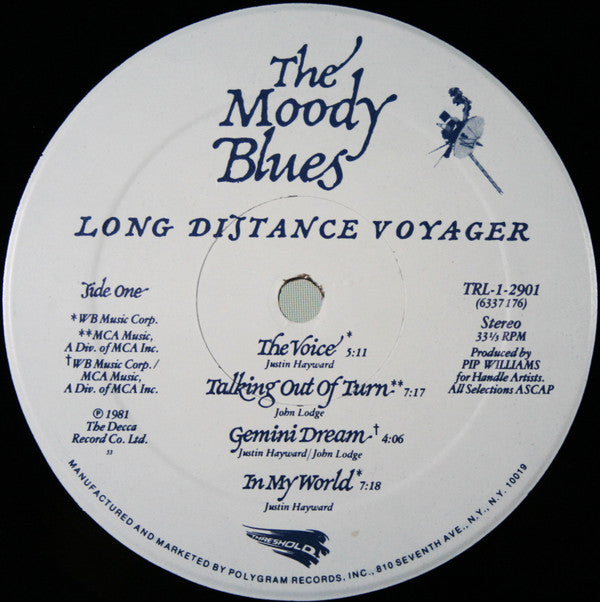 The
Moody
Blues
LONG DISTANCE VOYAGER
Side One
*WB Music Corp.
**MCA Music,
A Div. of MCA Inc.
†WB Music Corp./
MCA Music,
A Div. of MCA Inc.
℗ 1981
The Decca
Record Co. Ltd.
53
TRL-1-2901
(6337 176)
Stereo
33 1/3 RPM
Produced by
PIP WILLIAMS
for Handle Artists.
All Selections ASCAP
The Voice* 5:11
Justin Hayward
Talking Out Of Turn** 7:17
John Lodge
Gemini Dream† 4:06
Justin Hayward/John Lodge
In My World* 7:18
Justin Hayward
THRESHOLD
MANUFACTURED AND MARKETED BY POLYGRAM RECORDS, INC., 810 SEVENTH AVE., N.Y., N.Y. 10019